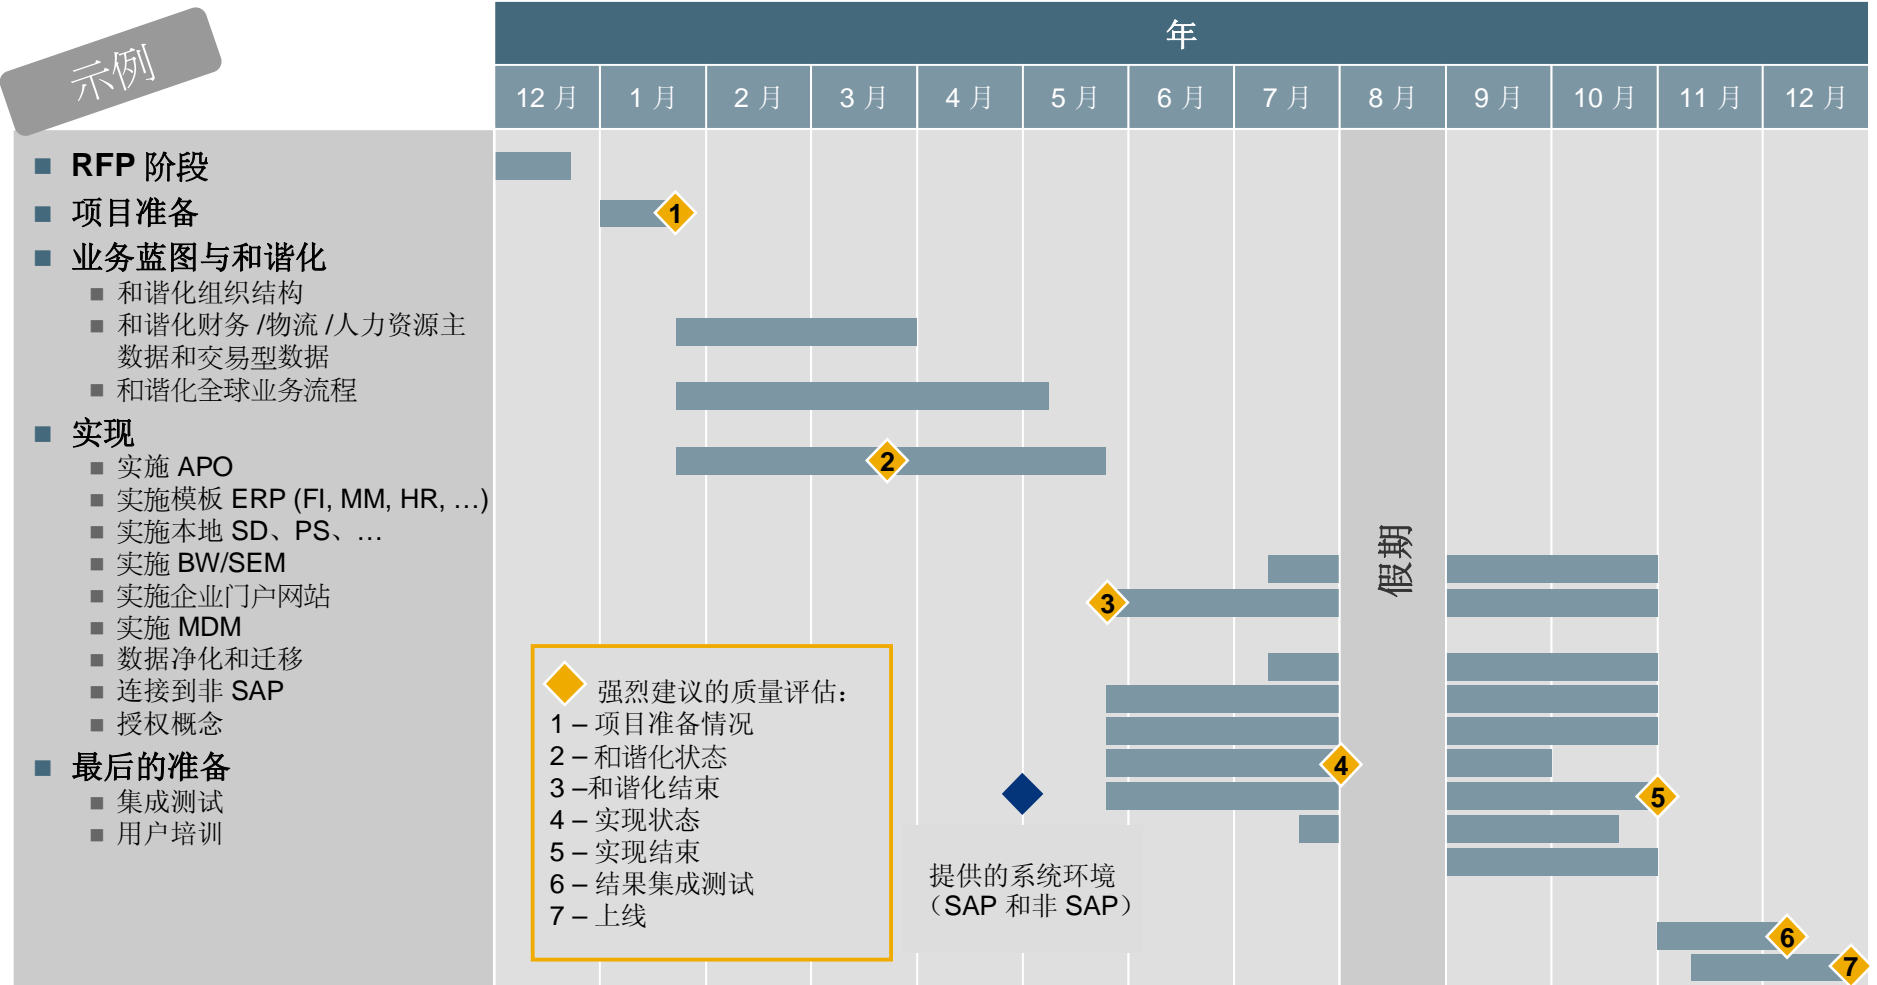 示例
年
12 月 1 月 2 月 3 月 4 月 5 月 6 月 7 月 8 月 9 月 10 月 11 月 12 月
RFP 阶段
项目准备
业务蓝图与和谐化
和谐化组织结构
和谐化财务 /物流 /人力资源主
数据和交易型数据
和谐化全球业务流程
实现
实施 APO
实施模板 ERP (FI, MM, HR, …)
实施本地 SD、PS、…
实施 BW/SEM
实施企业门户网站
实施 MDM
数据净化和迁移
连接到非 SAP
授权概念
最后的准备
集成测试
用户培训
1
2
3
4
5
6
7
假期
强烈建议的质量评估：
1 – 项目准备情况
2 – 和谐化状态
3 –和谐化结束
4 – 实现状态
5 – 实现结束
6 – 结果集成测试
7 – 上线
提供的系统环境
（SAP 和非 SAP）